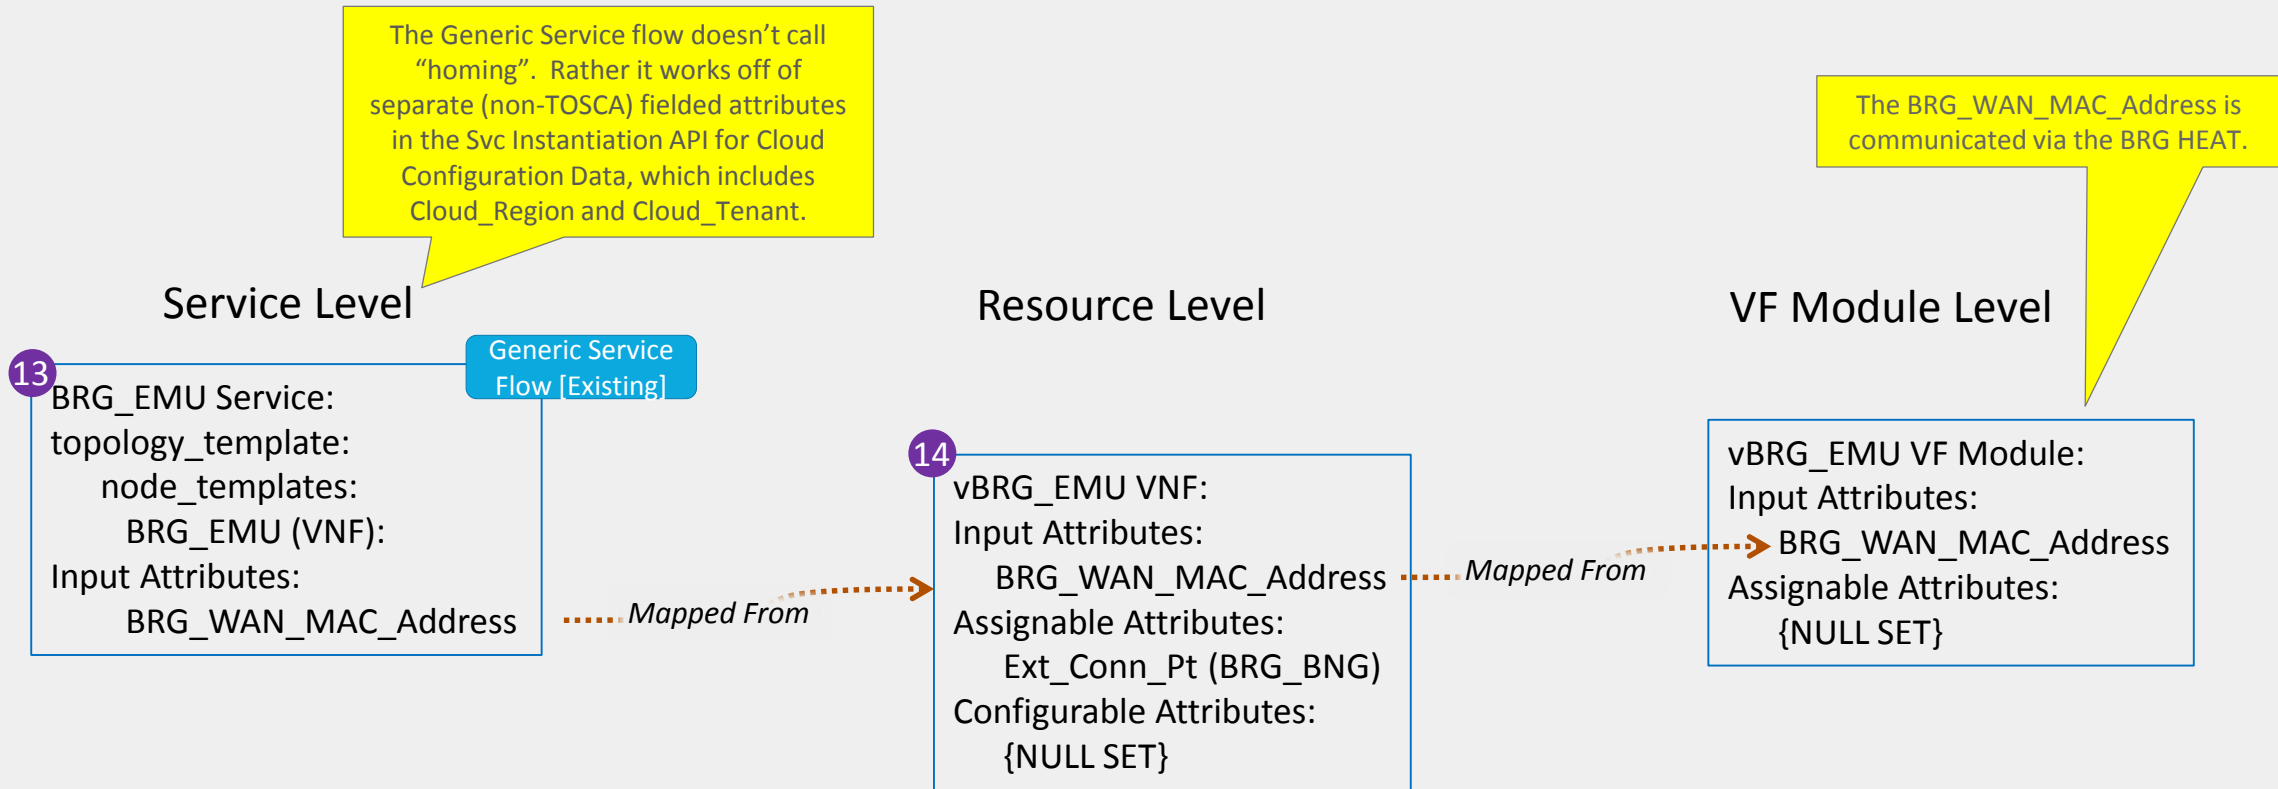 The Generic Service flow doesn’t call
“homing”.  Rather it works off of
separate (non-TOSCA) fielded attributes
in the Svc Instantiation API for Cloud
Configuration Data, which includes
Cloud_Region and Cloud_Tenant.
The BRG_WAN_MAC_Address is
communicated via the BRG HEAT.
Service Level
Resource Level
VF Module Level
Generic Service
Flow [Existing]
13
BRG_EMU Service:
topology_template:
node_templates:
BRG_EMU (VNF):
Input Attributes:
BRG_WAN_MAC_Address
Mapped From
14
vBRG_EMU VNF:
Input Attributes:
BRG_WAN_MAC_Address
Assignable Attributes:
Ext_Conn_Pt (BRG_BNG)
Configurable Attributes:
{NULL SET}
Mapped From
vBRG_EMU VF Module:
Input Attributes:
BRG_WAN_MAC_Address
Assignable Attributes:
{NULL SET}